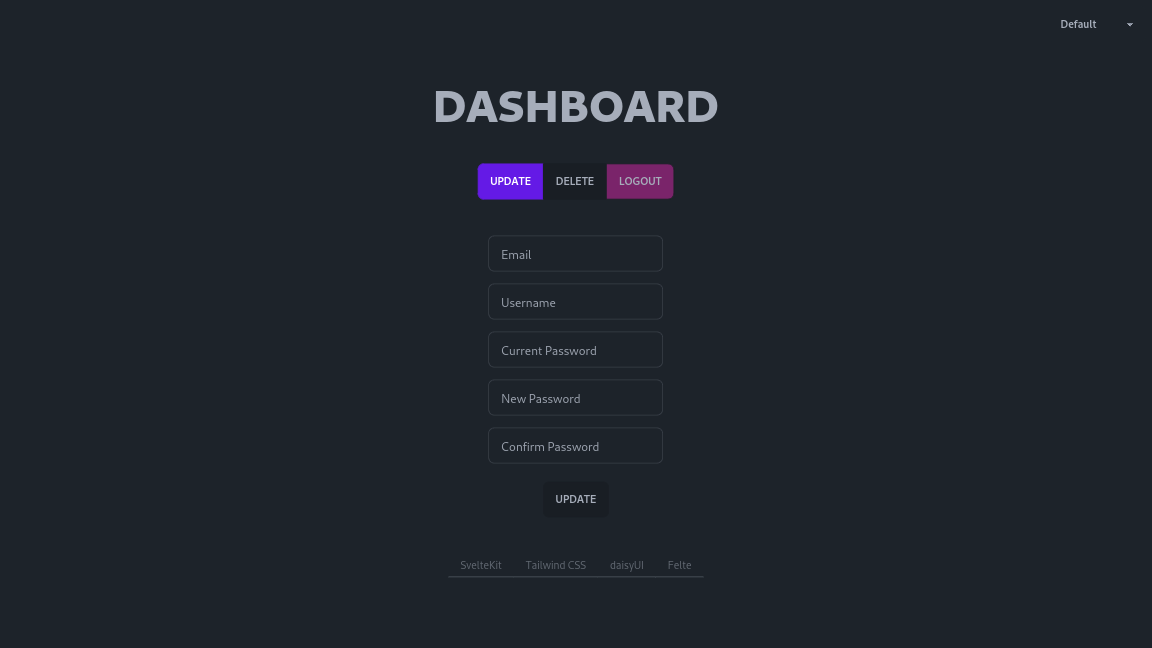 Default
DASHBOARD
UPDATE DELETE LOGOUT
Email
Username
Current Password
New Password
Confirm Password
UPDATE
SvelteKit Tailwind CSS daisyUI Felte